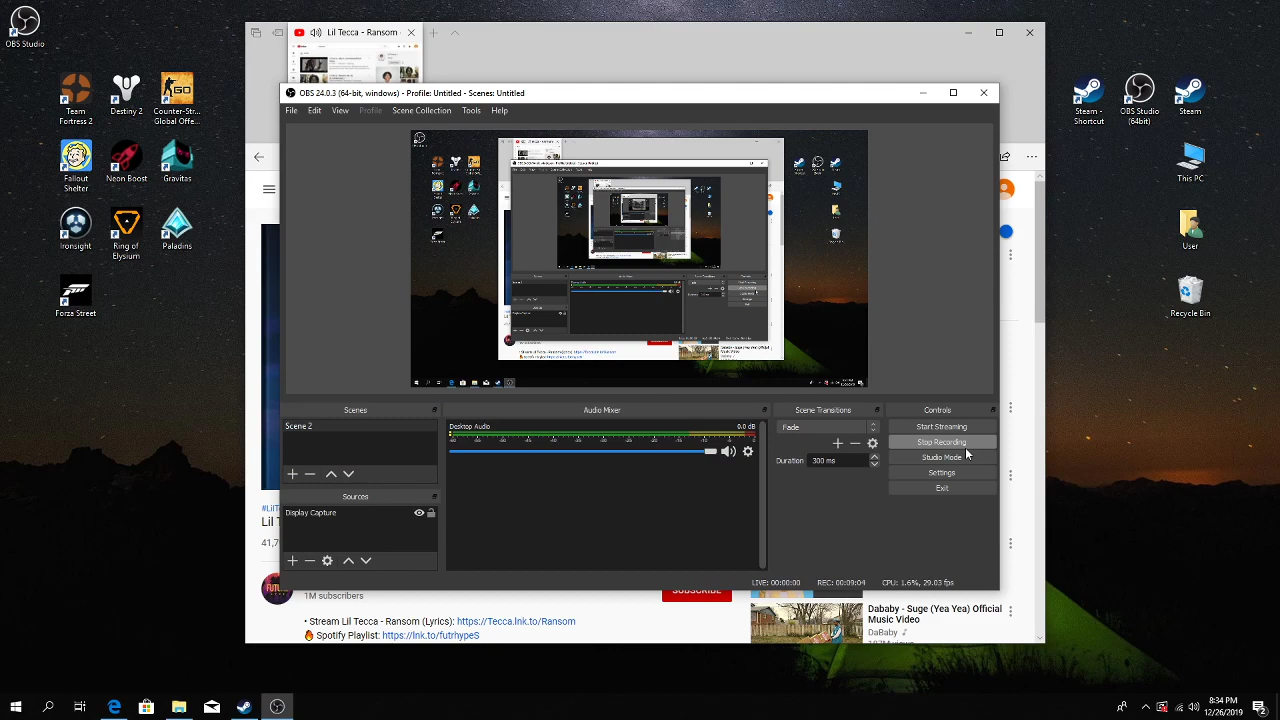 OBS Studio
Team
Fortress 2
Destiny 2
Counter-Str...
Global Offe...
Fallout
Shelter
Neon Boost
Gravitas
Ironsight
Ring of
Elysium
Paladins
Forza Street
Lil Tecca - Ransom
OBS 24.0.3 (64-bit, windows) - Profile: Untitled - Scenes: Untitled
File Edit View Profile Scene Collection Tools Help
Scenes
Scene 2
Sources
Display Capture
Audio Mixer
Desktop Audio 0.0 dB
Scene Transitions
Fade
Duration 300 ms
Controls
Start Streaming
Stop Recording
Studio Mode
Settings
Exit
LIVE: 00:00:00 REC: 00:09:04 CPU: 1.6%, 29.03 fps
#LilT
Lil T
41,7
1M subscribers
SUBSCRIBE
• Stream Lil Tecca - Ransom (Lyrics): https://Tecca.lnk.to/Ransom
🔥 Spotify Playlist: https://lnk.to/futrhypeS
Dababy - Suge (Yea Yea) Official
Music Video
DaBaby
Steam -
Shortcut
OBS Studio
(64bit)
This PC
User
Recycle Bin
8:34 PM
12/26/2019